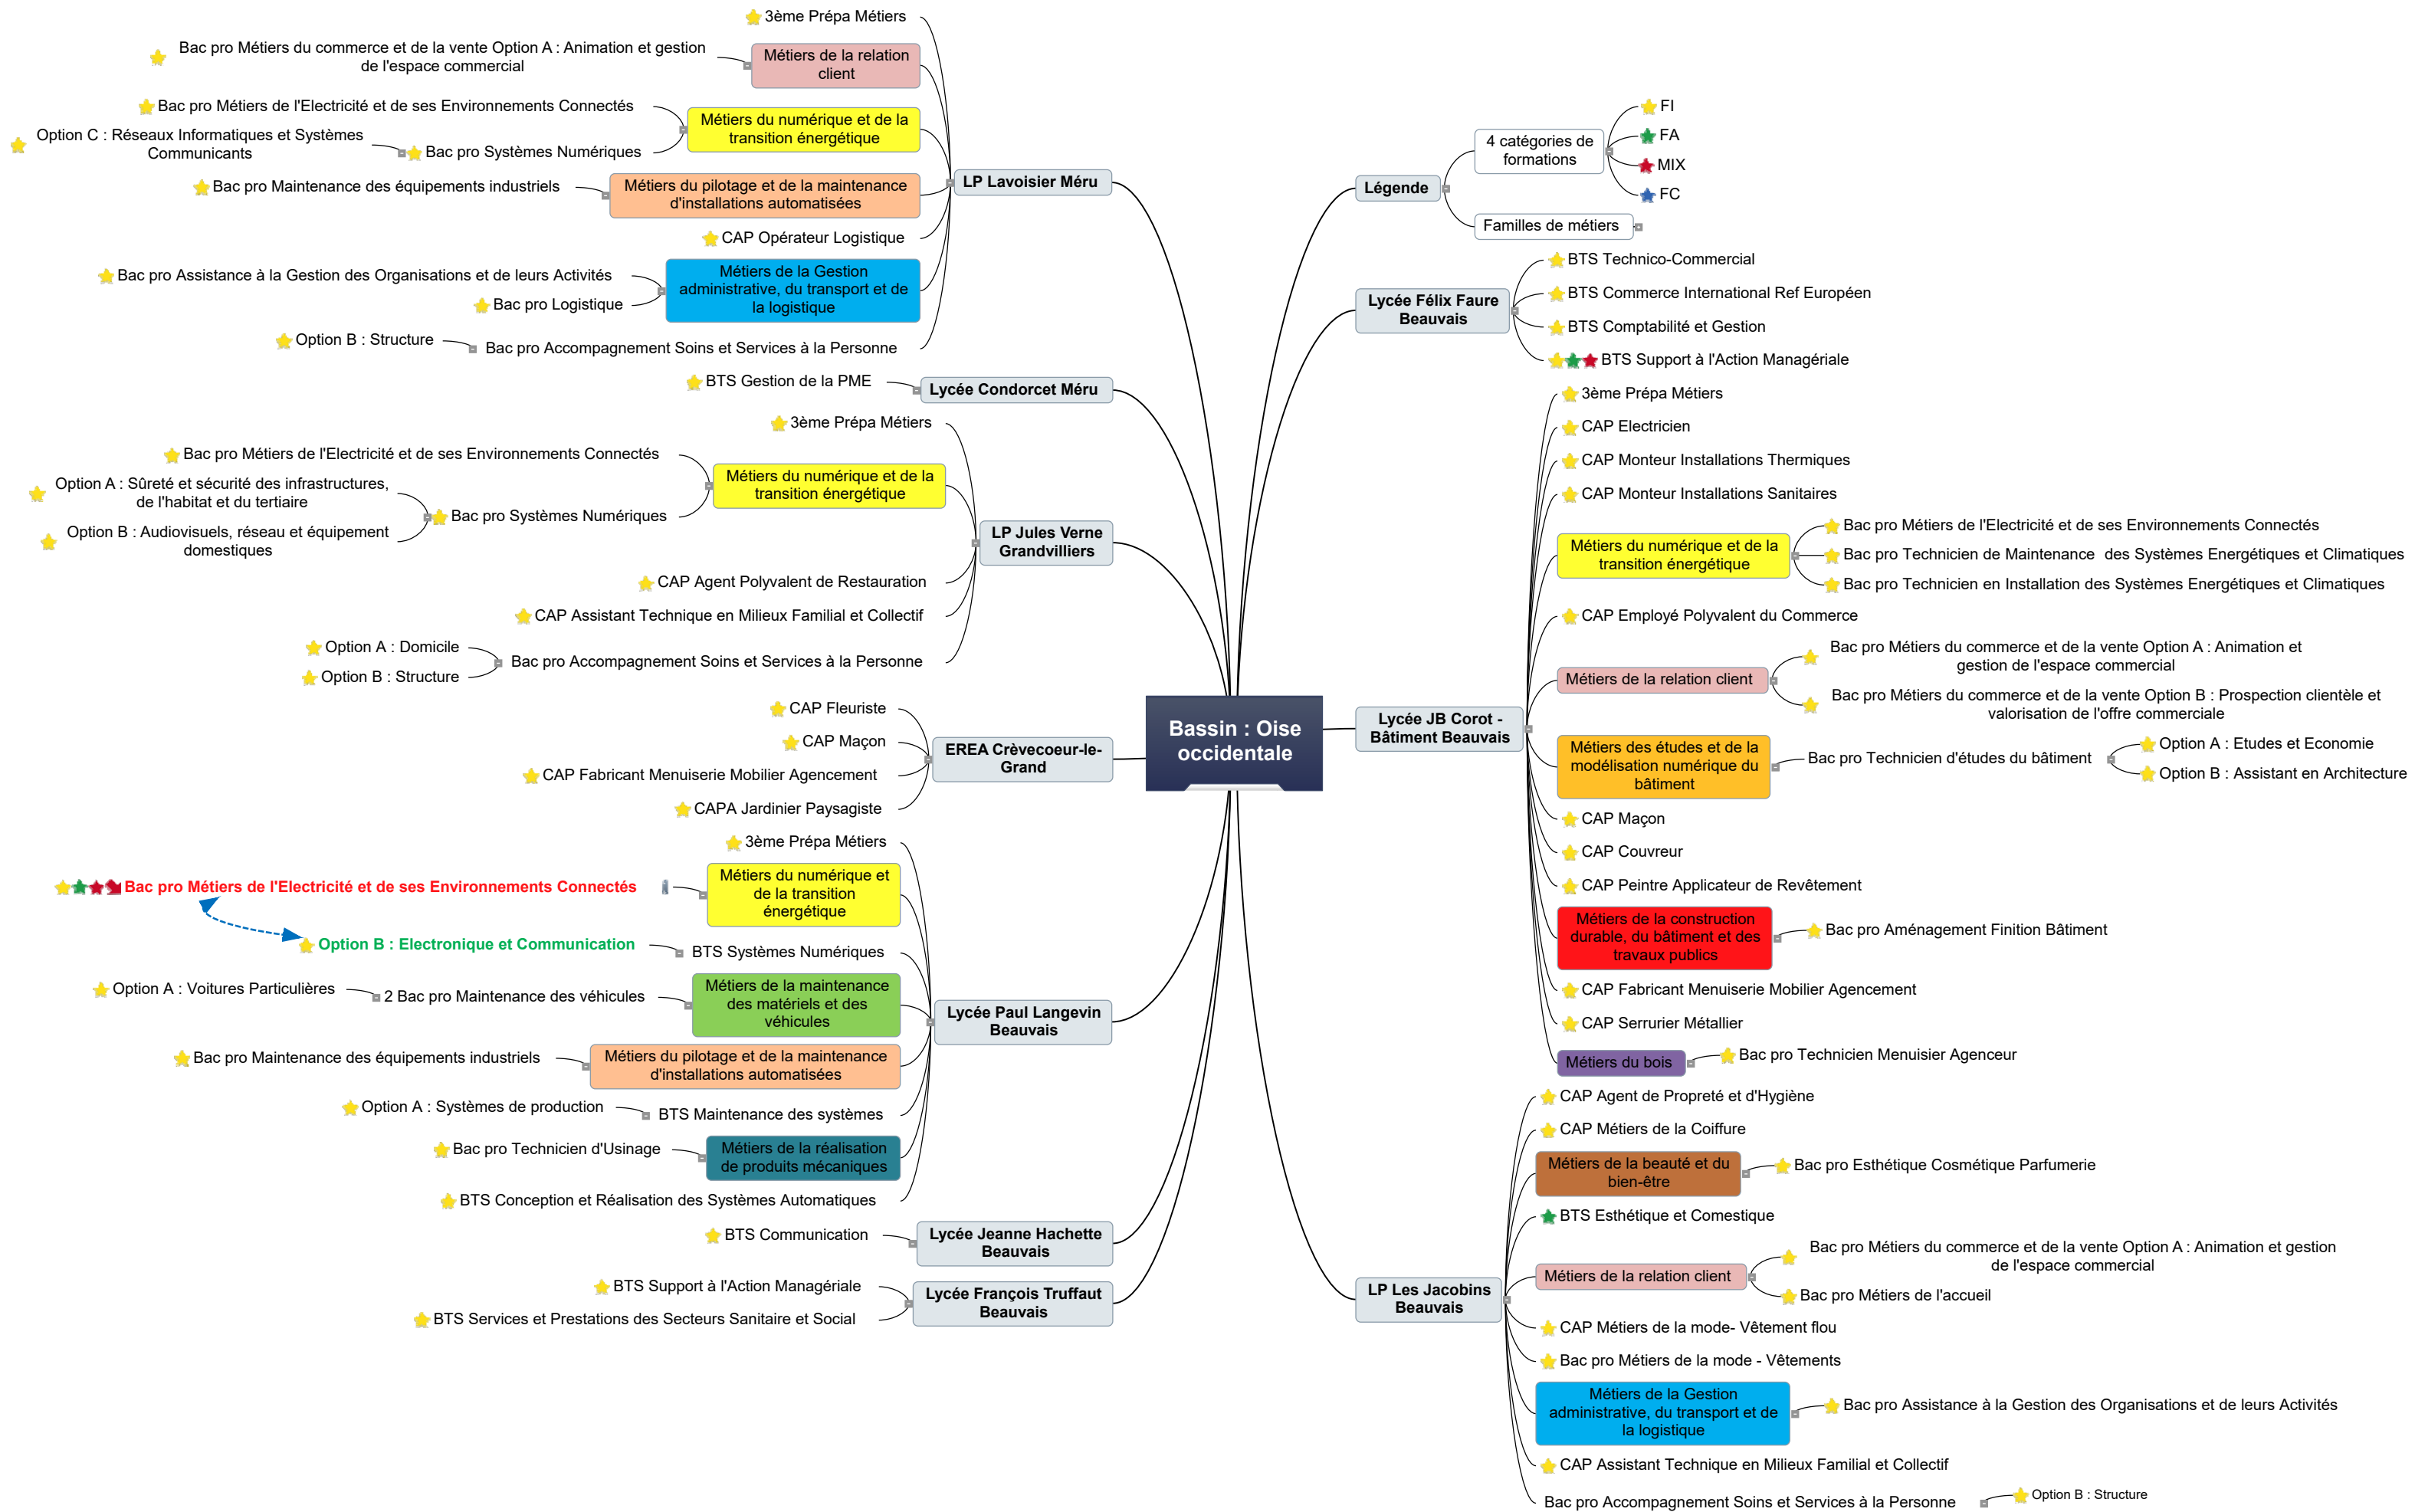 Bassin : Oise
occidentale
Légende
4 catégories de
formations
FI
FA
MIX
FC
Familles de métiers
Lycée Félix Faure
Beauvais
BTS Technico-Commercial
BTS Commerce International Ref Européen
BTS Comptabilité et Gestion
BTS Support à l'Action Managériale
Lycée JB Corot -
Bâtiment Beauvais
3ème Prépa Métiers
CAP Electricien
CAP Monteur Installations Thermiques
CAP Monteur Installations Sanitaires
Métiers du numérique et de la
transition énergétique
Bac pro Métiers de l'Electricité et de ses Environnements Connectés
Bac pro Technicien de Maintenance  des Systèmes Energétiques et Climatiques
Bac pro Technicien en Installation des Systèmes Energétiques et Climatiques
CAP Employé Polyvalent du Commerce
Métiers de la relation client
Bac pro Métiers du commerce et de la vente Option A : Animation et
gestion de l'espace commercial
Bac pro Métiers du commerce et de la vente Option B : Prospection clientèle et
valorisation de l'offre commerciale
Métiers des études et de la
modélisation numérique du
bâtiment
Bac pro Technicien d'études du bâtiment
Option A : Etudes et Economie
Option B : Assistant en Architecture
CAP Maçon
CAP Couvreur
CAP Peintre Applicateur de Revêtement
Métiers de la construction
durable, du bâtiment et des
travaux publics
Bac pro Aménagement Finition Bâtiment
CAP Fabricant Menuiserie Mobilier Agencement
CAP Serrurier Métallier
Métiers du bois
Bac pro Technicien Menuisier Agenceur
LP Les Jacobins
Beauvais
CAP Agent de Propreté et d'Hygiène
CAP Métiers de la Coiffure
Métiers de la beauté et du
bien-être
Bac pro Esthétique Cosmétique Parfumerie
BTS Esthétique et Comestique
Métiers de la relation client
Bac pro Métiers du commerce et de la vente Option A : Animation et gestion
de l'espace commercial
Bac pro Métiers de l'accueil
CAP Métiers de la mode- Vêtement flou
Bac pro Métiers de la mode - Vêtements
Métiers de la Gestion
administrative, du transport et de
la logistique
Bac pro Assistance à la Gestion des Organisations et de leurs Activités
CAP Assistant Technique en Milieux Familial et Collectif
Bac pro Accompagnement Soins et Services à la Personne
Option B : Structure
LP Lavoisier Méru
3ème Prépa Métiers
Métiers de la relation
client
Bac pro Métiers du commerce et de la vente Option A : Animation et gestion
de l'espace commercial
Métiers du numérique et de la
transition énergétique
Bac pro Métiers de l'Electricité et de ses Environnements Connectés
Bac pro Systèmes Numériques
Option C : Réseaux Informatiques et Systèmes
Communicants
Métiers du pilotage et de la maintenance
d'installations automatisées
Bac pro Maintenance des équipements industriels
CAP Opérateur Logistique
Métiers de la Gestion
administrative, du transport et de
la logistique
Bac pro Assistance à la Gestion des Organisations et de leurs Activités
Bac pro Logistique
Bac pro Accompagnement Soins et Services à la Personne
Option B : Structure
Lycée Condorcet Méru
BTS Gestion de la PME
LP Jules Verne
Grandvilliers
3ème Prépa Métiers
Métiers du numérique et de la
transition énergétique
Bac pro Métiers de l'Electricité et de ses Environnements Connectés
Bac pro Systèmes Numériques
Option A : Sûreté et sécurité des infrastructures,
de l'habitat et du tertiaire
Option B : Audiovisuels, réseau et équipement
domestiques
CAP Agent Polyvalent de Restauration
CAP Assistant Technique en Milieux Familial et Collectif
Bac pro Accompagnement Soins et Services à la Personne
Option A : Domicile
Option B : Structure
EREA Crèvecoeur-le-
Grand
CAP Fleuriste
CAP Maçon
CAP Fabricant Menuiserie Mobilier Agencement
CAPA Jardinier Paysagiste
Lycée Paul Langevin
Beauvais
3ème Prépa Métiers
Métiers du numérique et
de la transition
énergétique
Bac pro Métiers de l'Electricité et de ses Environnements Connectés
BTS Systèmes Numériques
Option B : Electronique et Communication
Métiers de la maintenance
des matériels et des
véhicules
2 Bac pro Maintenance des véhicules
Option A : Voitures Particulières
Métiers du pilotage et de la maintenance
d'installations automatisées
Bac pro Maintenance des équipements industriels
BTS Maintenance des systèmes
Option A : Systèmes de production
Métiers de la réalisation
de produits mécaniques
Bac pro Technicien d'Usinage
BTS Conception et Réalisation des Systèmes Automatiques
Lycée Jeanne Hachette
Beauvais
BTS Communication
Lycée François Truffaut
Beauvais
BTS Support à l'Action Managériale
BTS Services et Prestations des Secteurs Sanitaire et Social